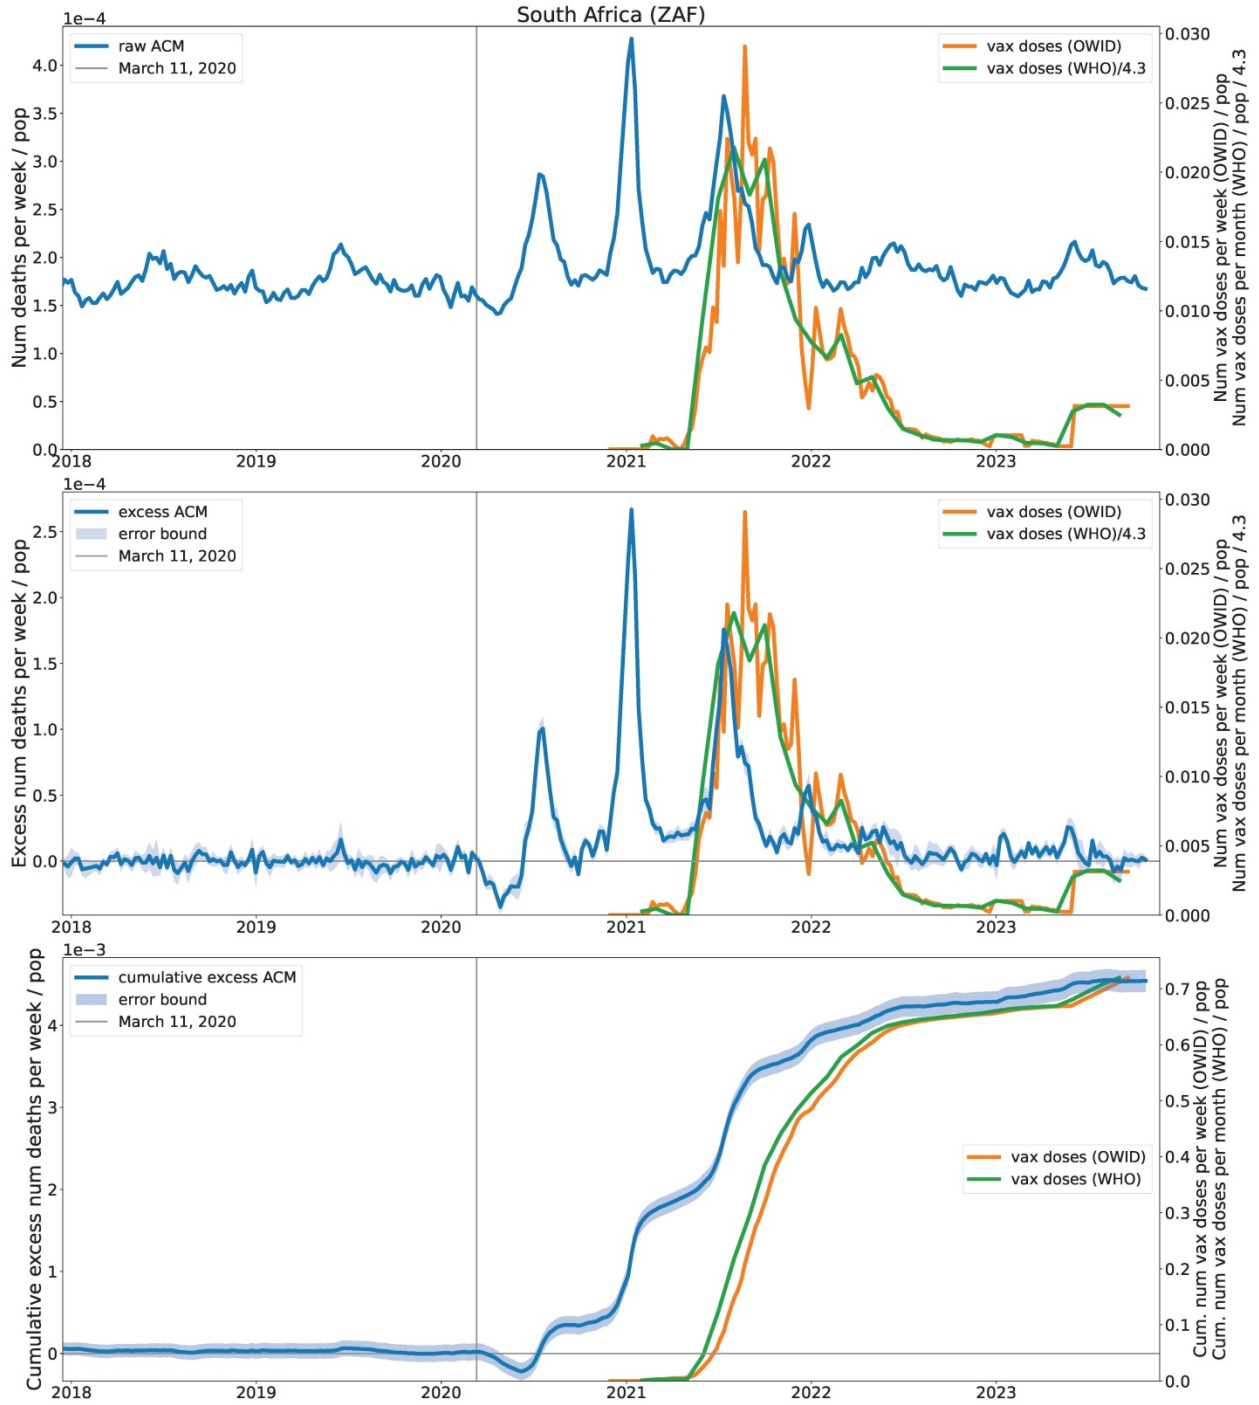 South Africa (ZAF)
1e−4
raw ACM
March 11, 2020
vax doses (OWID)
vax doses (WHO)/4.3
Num deaths per week / pop
4.0
3.5
3.0
2.5
2.0
1.5
1.0
0.5
0.0
0.030
0.025
0.020
0.015
0.010
0.005
0.000
Num vax doses per week (OWID) / pop
Num vax doses per month (WHO) / pop / 4.3
2018 2019 2020 2021 2022 2023
1e−4
excess ACM
error bound
March 11, 2020
vax doses (OWID)
vax doses (WHO)/4.3
Excess num deaths per week / pop
2.5
2.0
1.5
1.0
0.5
0.0
0.030
0.025
0.020
0.015
0.010
0.005
0.000
Num vax doses per week (OWID) / pop
Num vax doses per month (WHO) / pop / 4.3
2018 2019 2020 2021 2022 2023
1e−3
cumulative excess ACM
error bound
March 11, 2020
vax doses (OWID)
vax doses (WHO)
Cumulative excess num deaths per week / pop
4
3
2
1
0
0.7
0.6
0.5
0.4
0.3
0.2
0.1
0.0
Cum. num vax doses per week (OWID) / pop
Cum. num vax doses per month (WHO) / pop
2018 2019 2020 2021 2022 2023